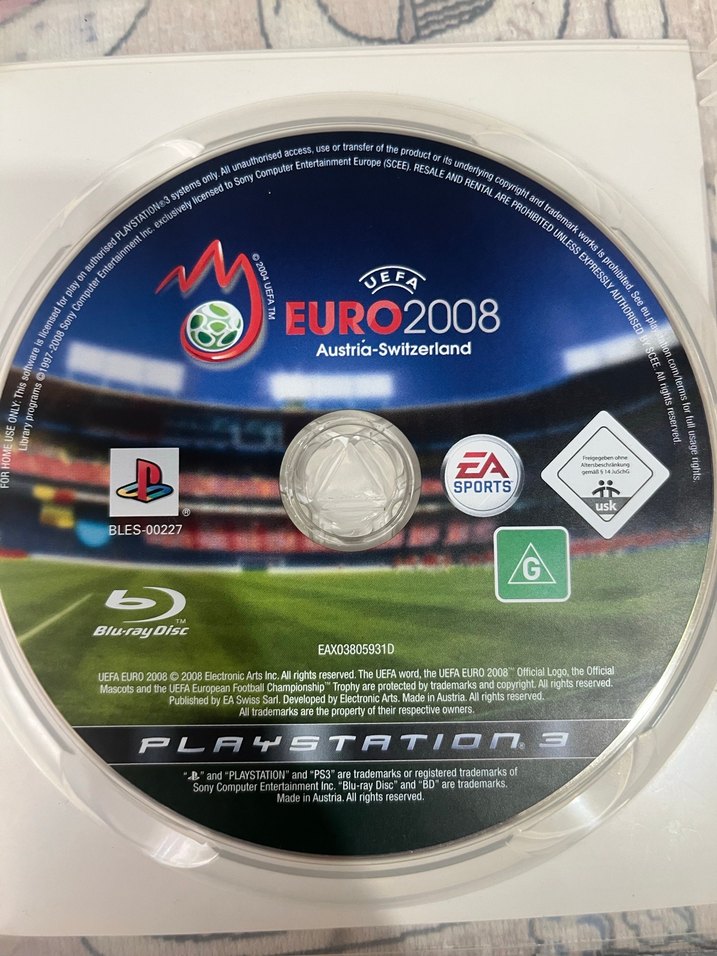 FOR HOME USE ONLY: This software is licensed for play on authorised PLAYSTATION®3 systems only. All unauthorised access, use or transfer of the product or its underlying copyright and trademark works is prohibited. See eu.playstation.com/terms for full usage rights.
Library programs ©1997-2008 Sony Computer Entertainment Inc. exclusively licensed to Sony Computer Entertainment Europe (SCEE). RESALE AND RENTAL ARE PROHIBITED UNLESS EXPRESSLY AUTHORISED BY SCEE. All rights reserved.
© 2004 UEFA TM
UEFA
EURO2008
Austria-Switzerland
®
BLES-00227
EA
SPORTS™
Freigegeben ohne
Altersbeschränkung
gemäß § 14 JuSchG
usk
G
Blu-ray Disc™
EAX03805931D
UEFA EURO 2008 © 2008 Electronic Arts Inc. All rights reserved. The UEFA word, the UEFA EURO 2008™ Official Logo, the Official
Mascots and the UEFA European Football Championship™ Trophy are protected by trademarks and copyright. All rights reserved.
Published by EA Swiss Sarl. Developed by Electronic Arts. Made in Austria. All rights reserved.
All trademarks are the property of their respective owners.
PLAYSTATION®3
" " and "PLAYSTATION" and "PS3" are trademarks or registered trademarks of
Sony Computer Entertainment Inc. "Blu-ray Disc" and "BD" are trademarks.
Made in Austria. All rights reserved.